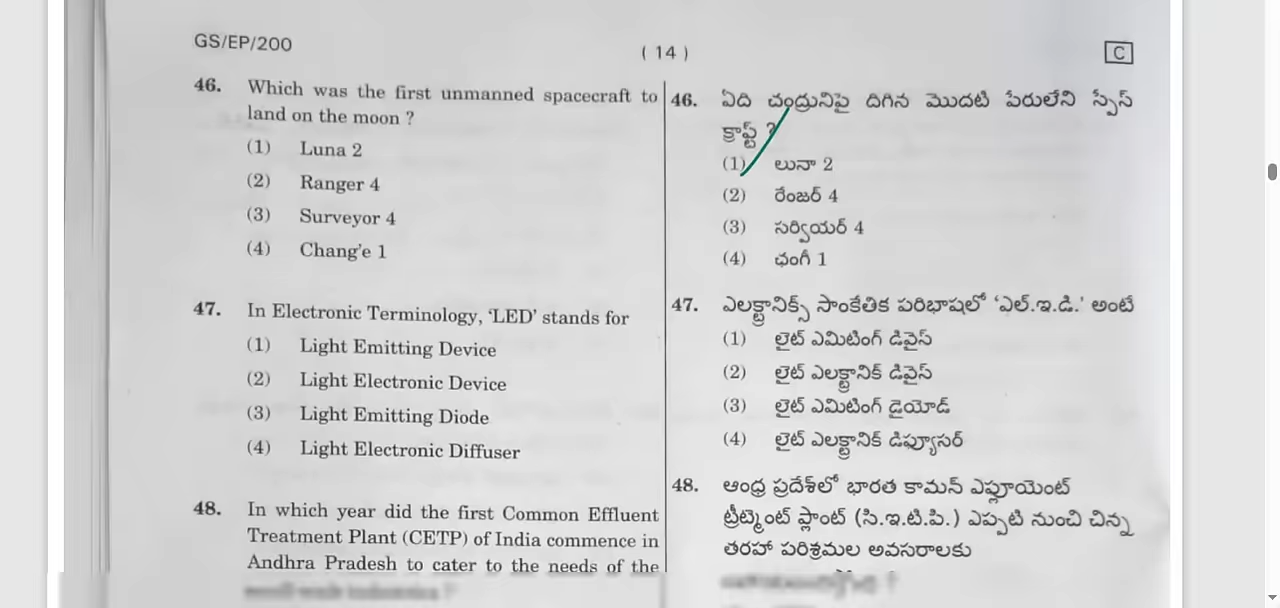 GS/EP/200
( 14 )
C
46. Which was the first unmanned spacecraft to
land on the moon ?
(1) Luna 2
(2) Ranger 4
(3) Surveyor 4
(4) Chang'e 1
47. In Electronic Terminology, 'LED' stands for
(1) Light Emitting Device
(2) Light Electronic Device
(3) Light Emitting Diode
(4) Light Electronic Diffuser
48. In which year did the first Common Effluent
Treatment Plant (CETP) of India commence in
Andhra Pradesh to cater to the needs of the
46. ఏది చంద్రునిపై దిగిన మొదటి పేరులేని స్పేస్
క్రాఫ్ట్ ?
(1) లునా 2
(2) రేంజర్ 4
(3) సర్వియర్ 4
(4) ఛంగీ 1
47. ఎలక్ట్రానిక్స్ సాంకేతిక పరిభాషలో 'ఎల్.ఇ.డి.' అంటే
(1) లైట్ ఎమిటింగ్ డివైస్
(2) లైట్ ఎలక్ట్రానిక్ డివైస్
(3) లైట్ ఎమిటింగ్ డైయోడ్
(4) లైట్ ఎలక్ట్రానిక్ డిఫ్యూసర్
48. ఆంధ్ర ప్రదేశ్‌లో భారత కామన్ ఎఫ్లూయెంట్
ట్రీట్మెంట్ ప్లాంట్ (సి.ఇ.టి.పి.) ఎప్పటి నుంచి చిన్న
తరహా పరిశ్రమల అవసరాలకు